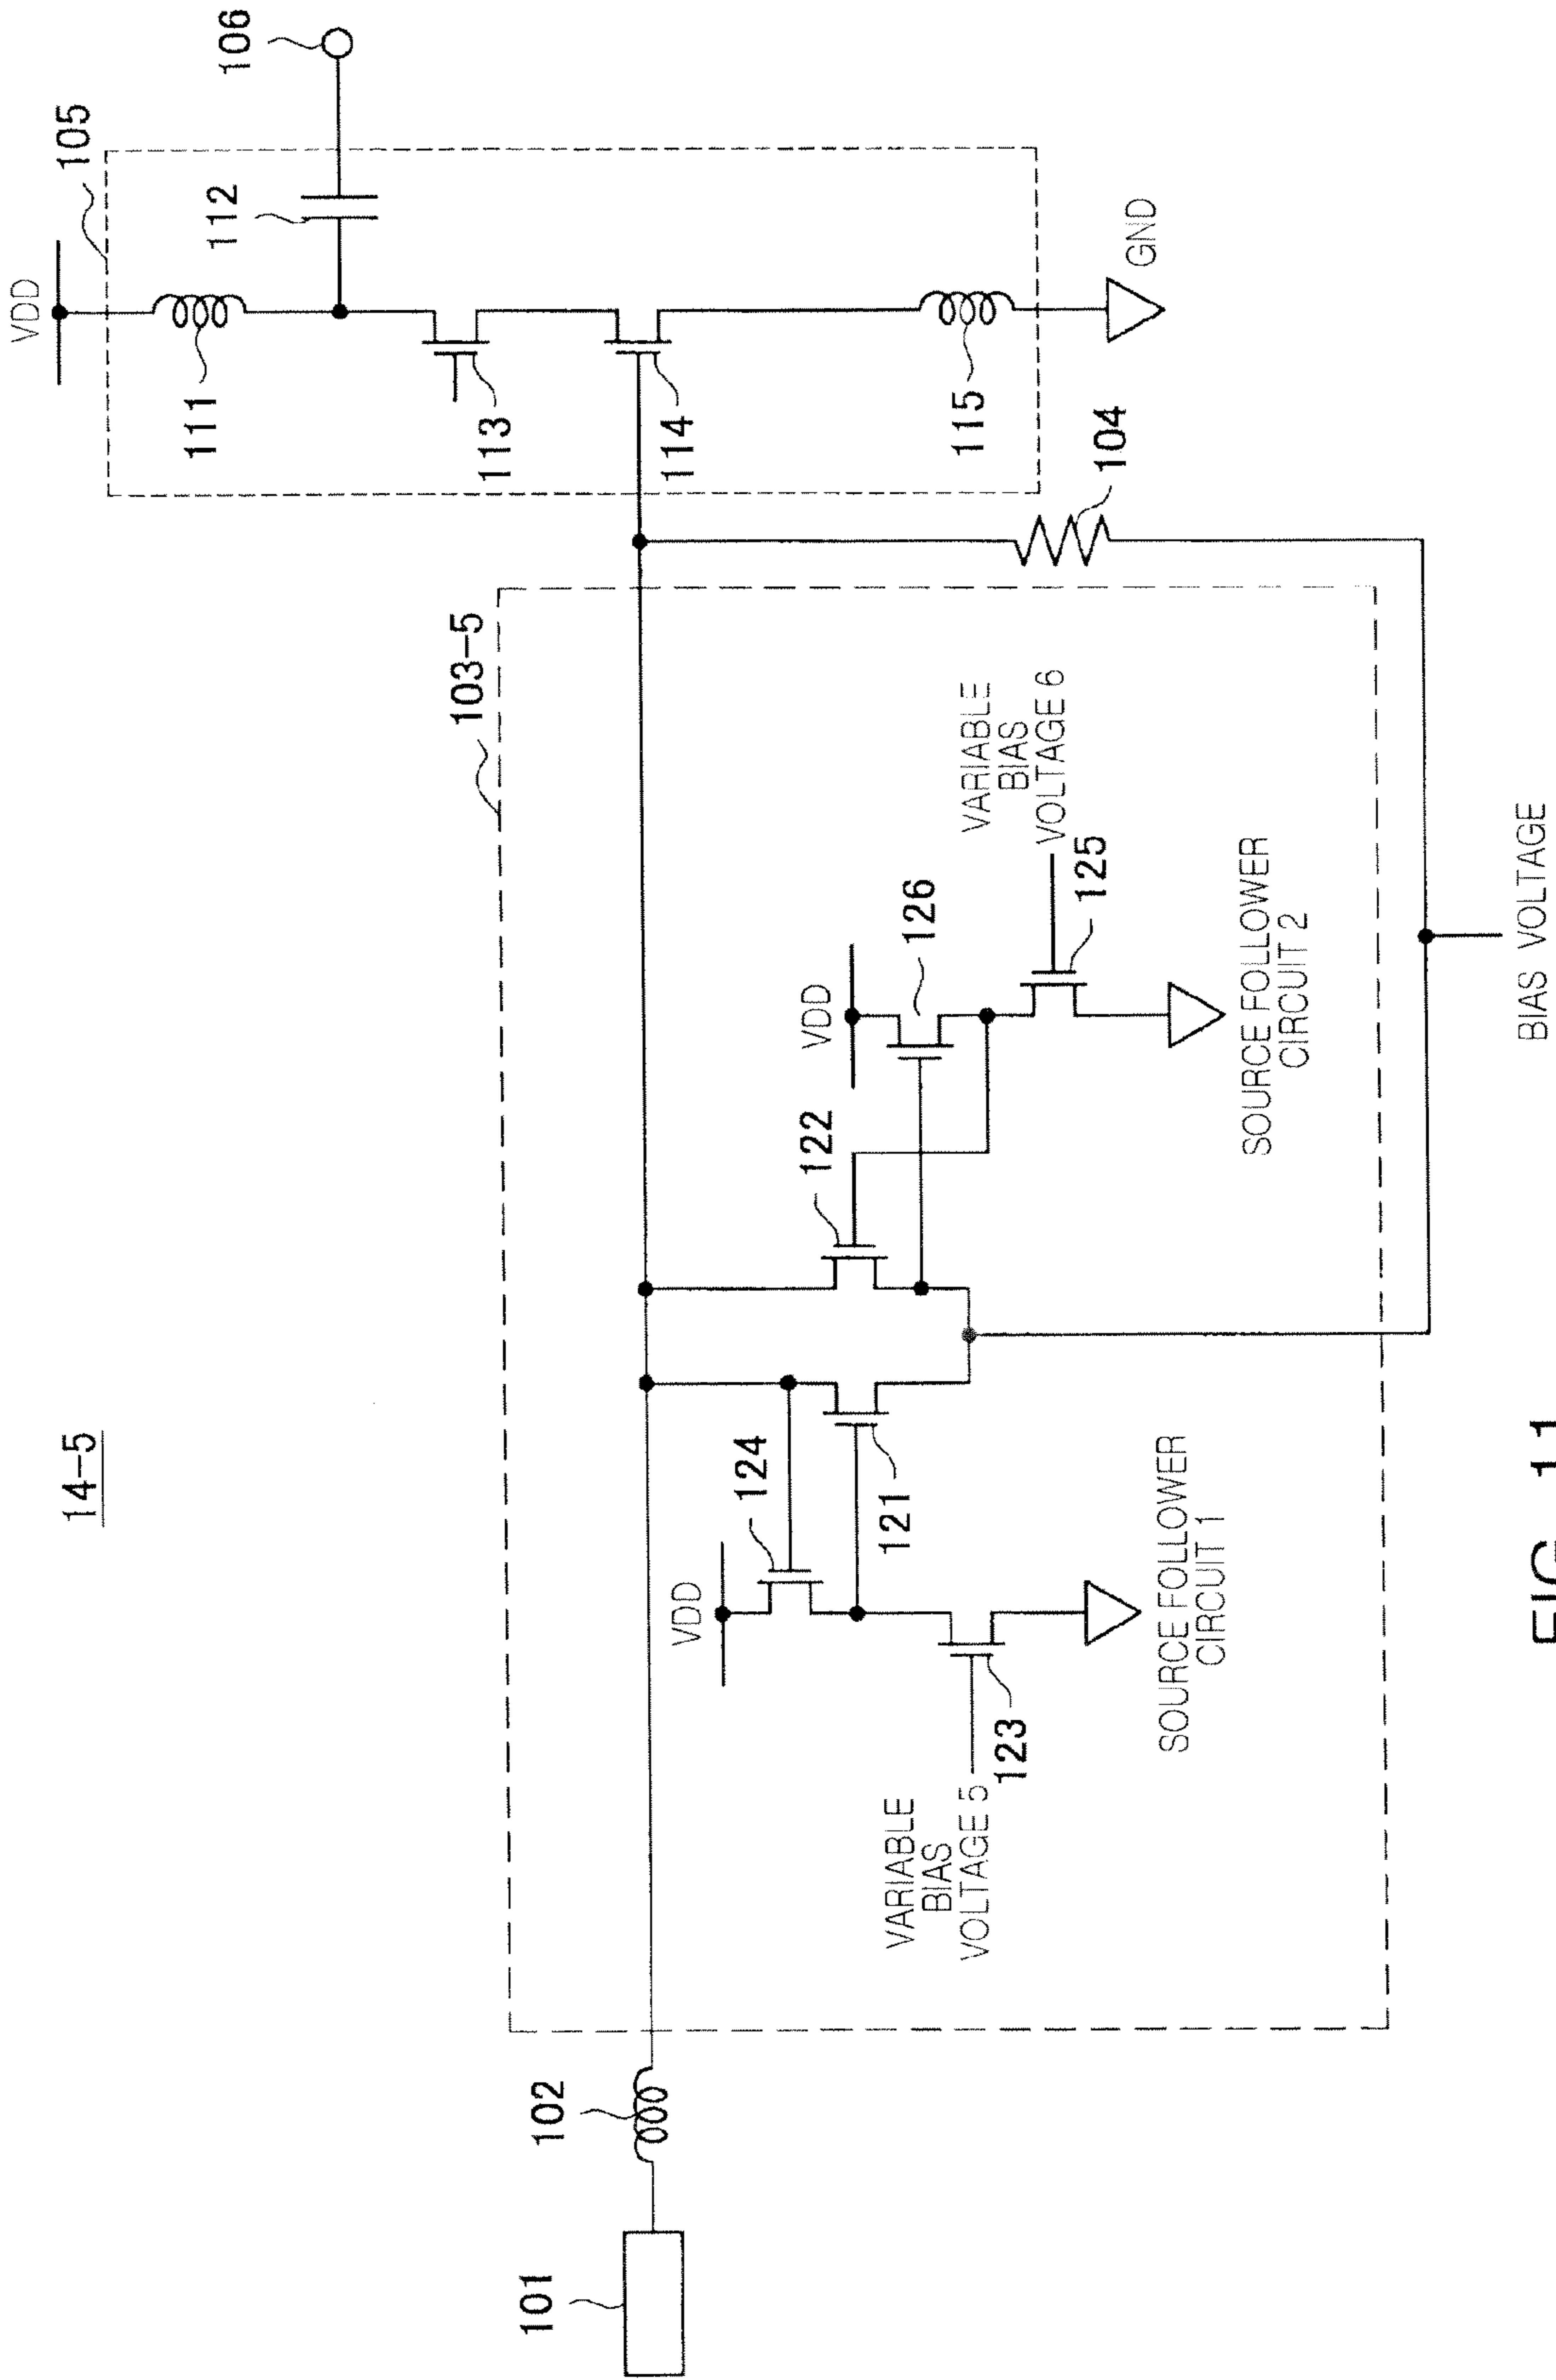 14-5
VDD
105
106
112
111
113
114
115
GND
104
103-5
101
102
VDD
124
121
VARIABLE
BIAS
VOLTAGE 5
123
SOURCE FOLLOWER
CIRCUIT 1
122
VDD
126
VARIABLE
BIAS
VOLTAGE 6
125
SOURCE FOLLOWER
CIRCUIT 2
BIAS VOLTAGE
FIG. 11